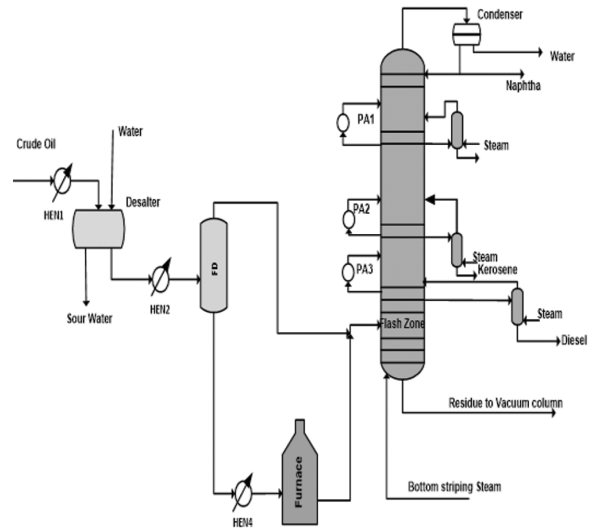 Condenser
Water
Naphtha
PA1
Steam
Crude Oil
Water
HEN1
Desalter
PA2
FD
Steam
Kerosene
HEN2
PA3
Sour Water
Flash Zone
Steam
Diesel
Residue to Vacuum column
Furnace
Bottom striping Steam
HEN4